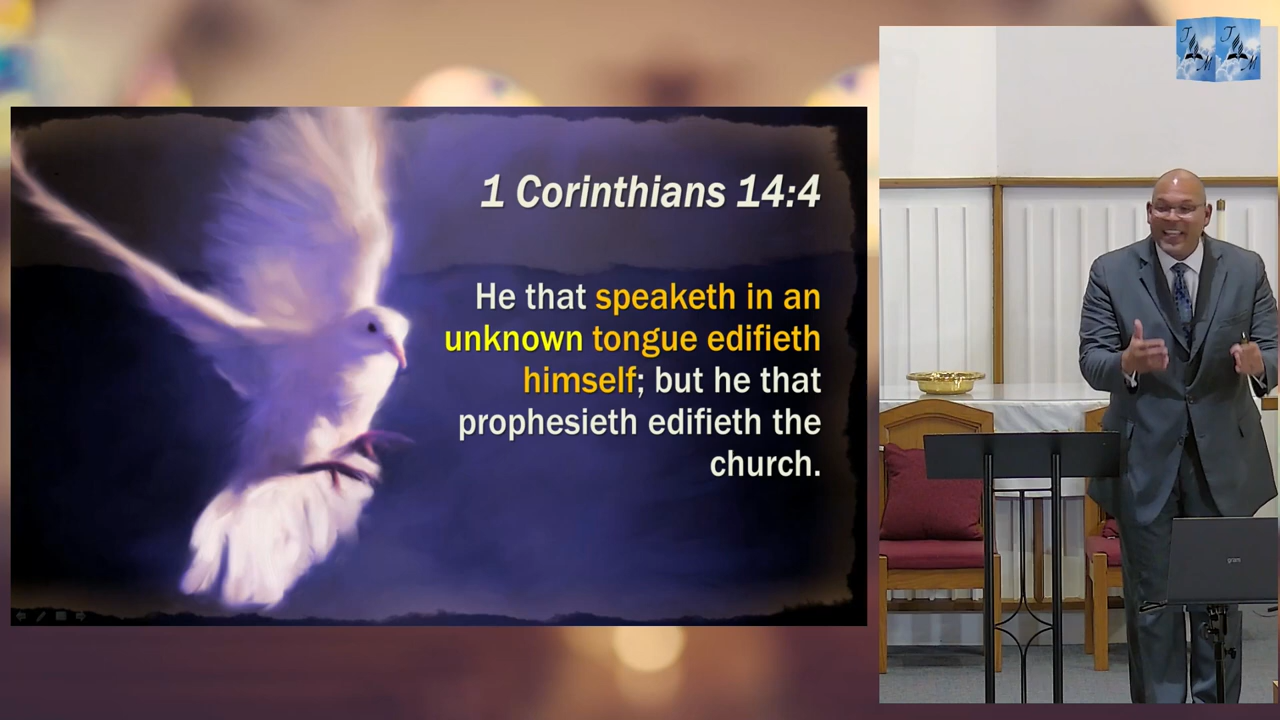 1 Corinthians 14:4
He that speaketh in an
unknown tongue edifieth
himself; but he that
prophesieth edifieth the
church.
J
M
J
M
gram